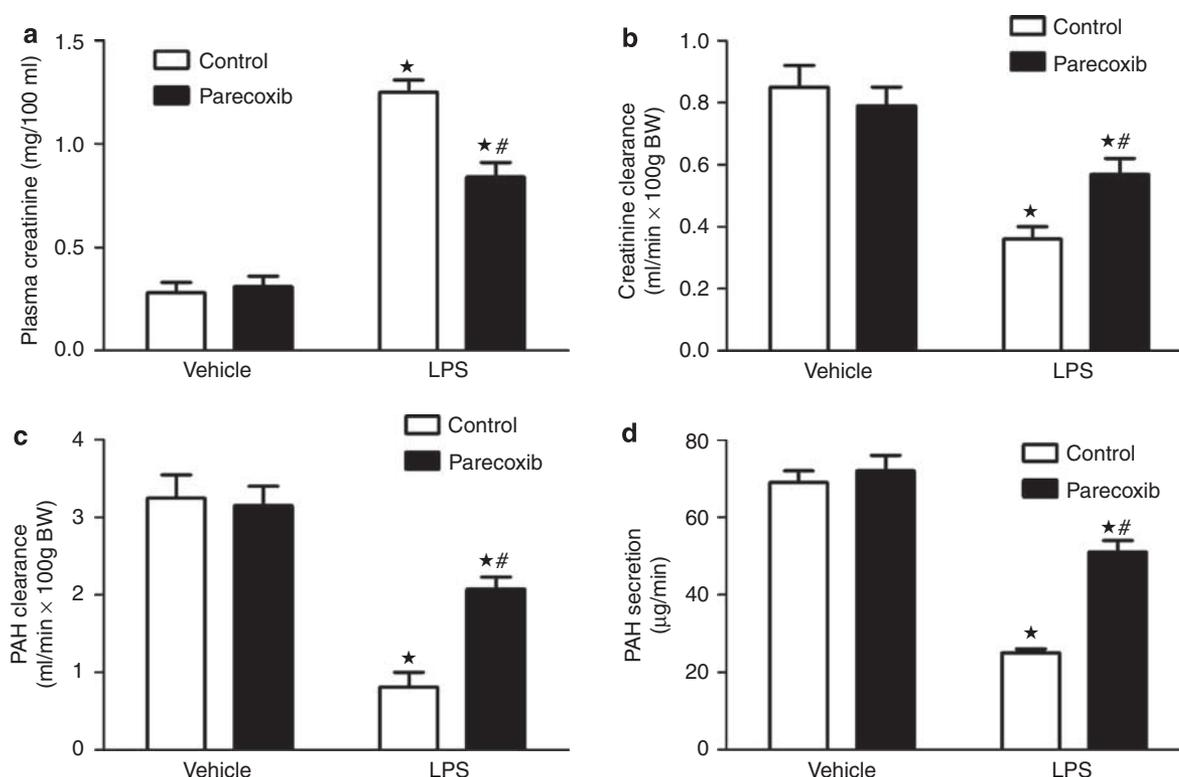 a
Plasma creatinine (mg/100 ml)
1.5
1.0
0.5
0.0
Control
Parecoxib
★
★#
Vehicle
LPS
b
Creatinine clearance
(ml/min × 100g BW)
1.0
0.8
0.6
0.4
0.2
0.0
Control
Parecoxib
★
★#
Vehicle
LPS
c
PAH clearance
(ml/min × 100g BW)
4
3
2
1
0
Control
Parecoxib
★
★#
Vehicle
LPS
d
PAH secretion
(μg/min)
80
60
40
20
0
Control
Parecoxib
★
★#
Vehicle
LPS